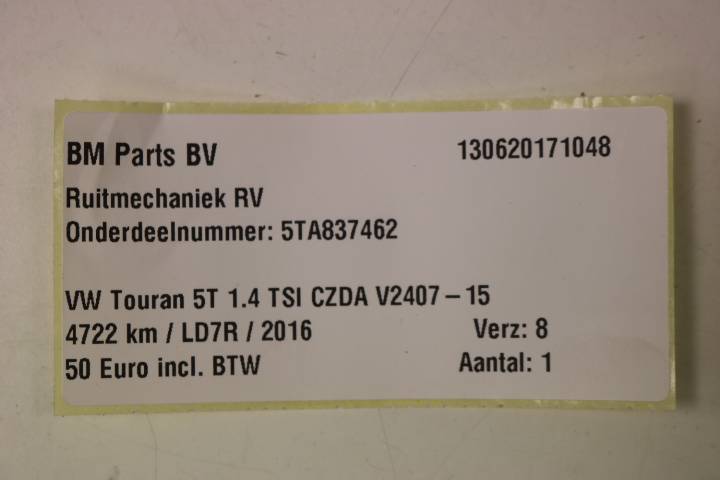 BM Parts BV 130620171048
Ruitmechaniek RV
Onderdeelnummer: 5TA837462
VW Touran 5T 1.4 TSI CZDA V2407 – 15
4722 km / LD7R / 2016 Verz: 8
50 Euro incl. BTW Aantal: 1